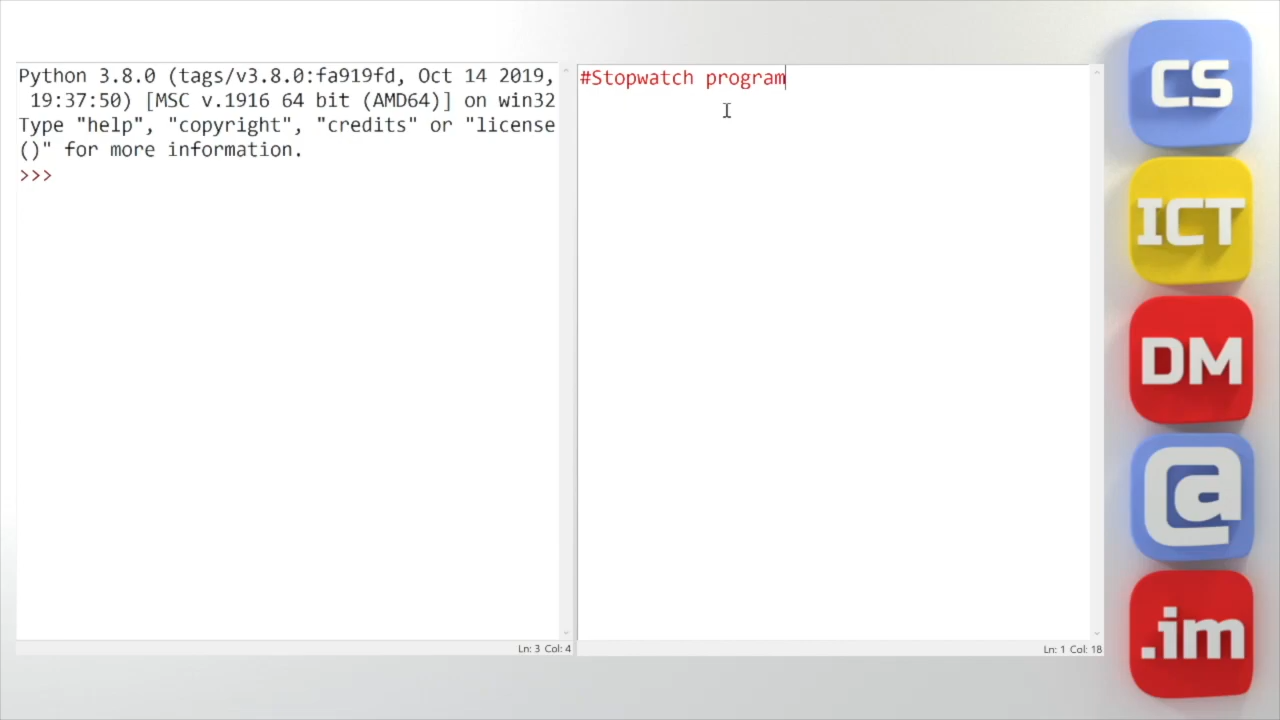 Python 3.8.0 (tags/v3.8.0:fa919fd, Oct 14 2019,
19:37:50) [MSC v.1916 64 bit (AMD64)] on win32
Type "help", "copyright", "credits" or "license
()" for more information.
>>>
Ln: 3 Col: 4
#Stopwatch program
Ln: 1 Col: 18
CS
ICT
DM
@
.im